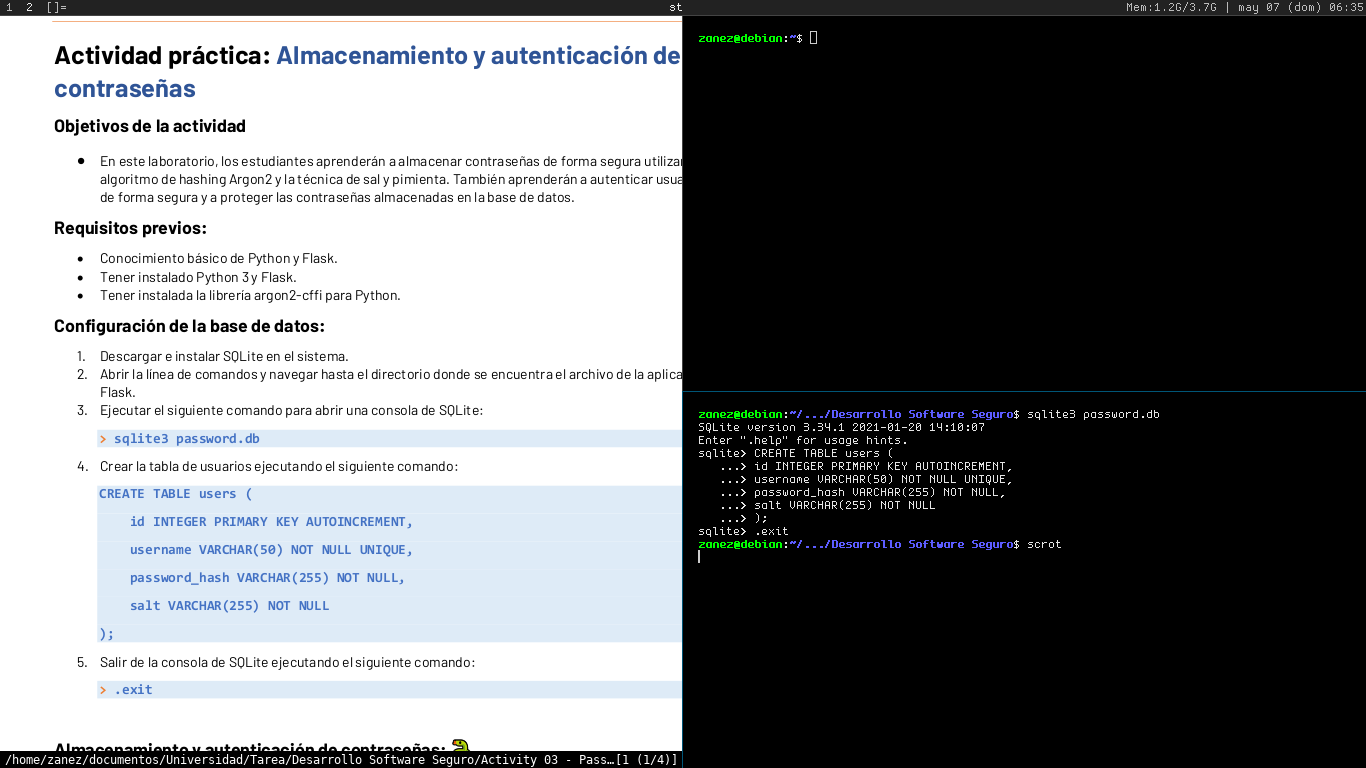 1 2 []= st Mem:1.2G/3.7G | may 07 (dom) 06:35
Actividad práctica: Almacenamiento y autenticación de
contraseñas
Objetivos de la actividad
● En este laboratorio, los estudiantes aprenderán a almacenar contraseñas de forma segura
algoritmo de hashing Argon2 y la técnica de sal y pimienta. También aprenderán a autenticar
de forma segura y a proteger las contraseñas almacenadas en la base de datos.
Requisitos previos:
• Conocimiento básico de Python y Flask.
• Tener instalado Python 3 y Flask.
• Tener instalada la librería argon2-cffi para Python.
Configuración de la base de datos:
1. Descargar e instalar SQLite en el sistema.
2. Abrir la línea de comandos y navegar hasta el directorio donde se encuentra el archivo de la
Flask.
3. Ejecutar el siguiente comando para abrir una consola de SQLite:
> sqlite3 password.db
4. Crear la tabla de usuarios ejecutando el siguiente comando:
CREATE TABLE users (
id INTEGER PRIMARY KEY AUTOINCREMENT,
username VARCHAR(50) NOT NULL UNIQUE,
password_hash VARCHAR(255) NOT NULL,
salt VARCHAR(255) NOT NULL
);
5. Salir de la consola de SQLite ejecutando el siguiente comando:
> .exit
Almacenamiento y autenticación de contraseñas:
/home/zanez/documentos/Universidad/Tarea/Desarrollo Software Seguro/Activity 03 - Pass…[1 (1/4)]
zanez@debian:~$
zanez@debian:~/.../Desarrollo Software Seguro$ sqlite3 password.db
SQLite version 3.34.1 2021-01-20 14:10:07
Enter ".help" for usage hints.
sqlite> CREATE TABLE users (
...> id INTEGER PRIMARY KEY AUTOINCREMENT,
...> username VARCHAR(50) NOT NULL UNIQUE,
...> password_hash VARCHAR(255) NOT NULL,
...> salt VARCHAR(255) NOT NULL
...> );
sqlite> .exit
zanez@debian:~/.../Desarrollo Software Seguro$ scrot